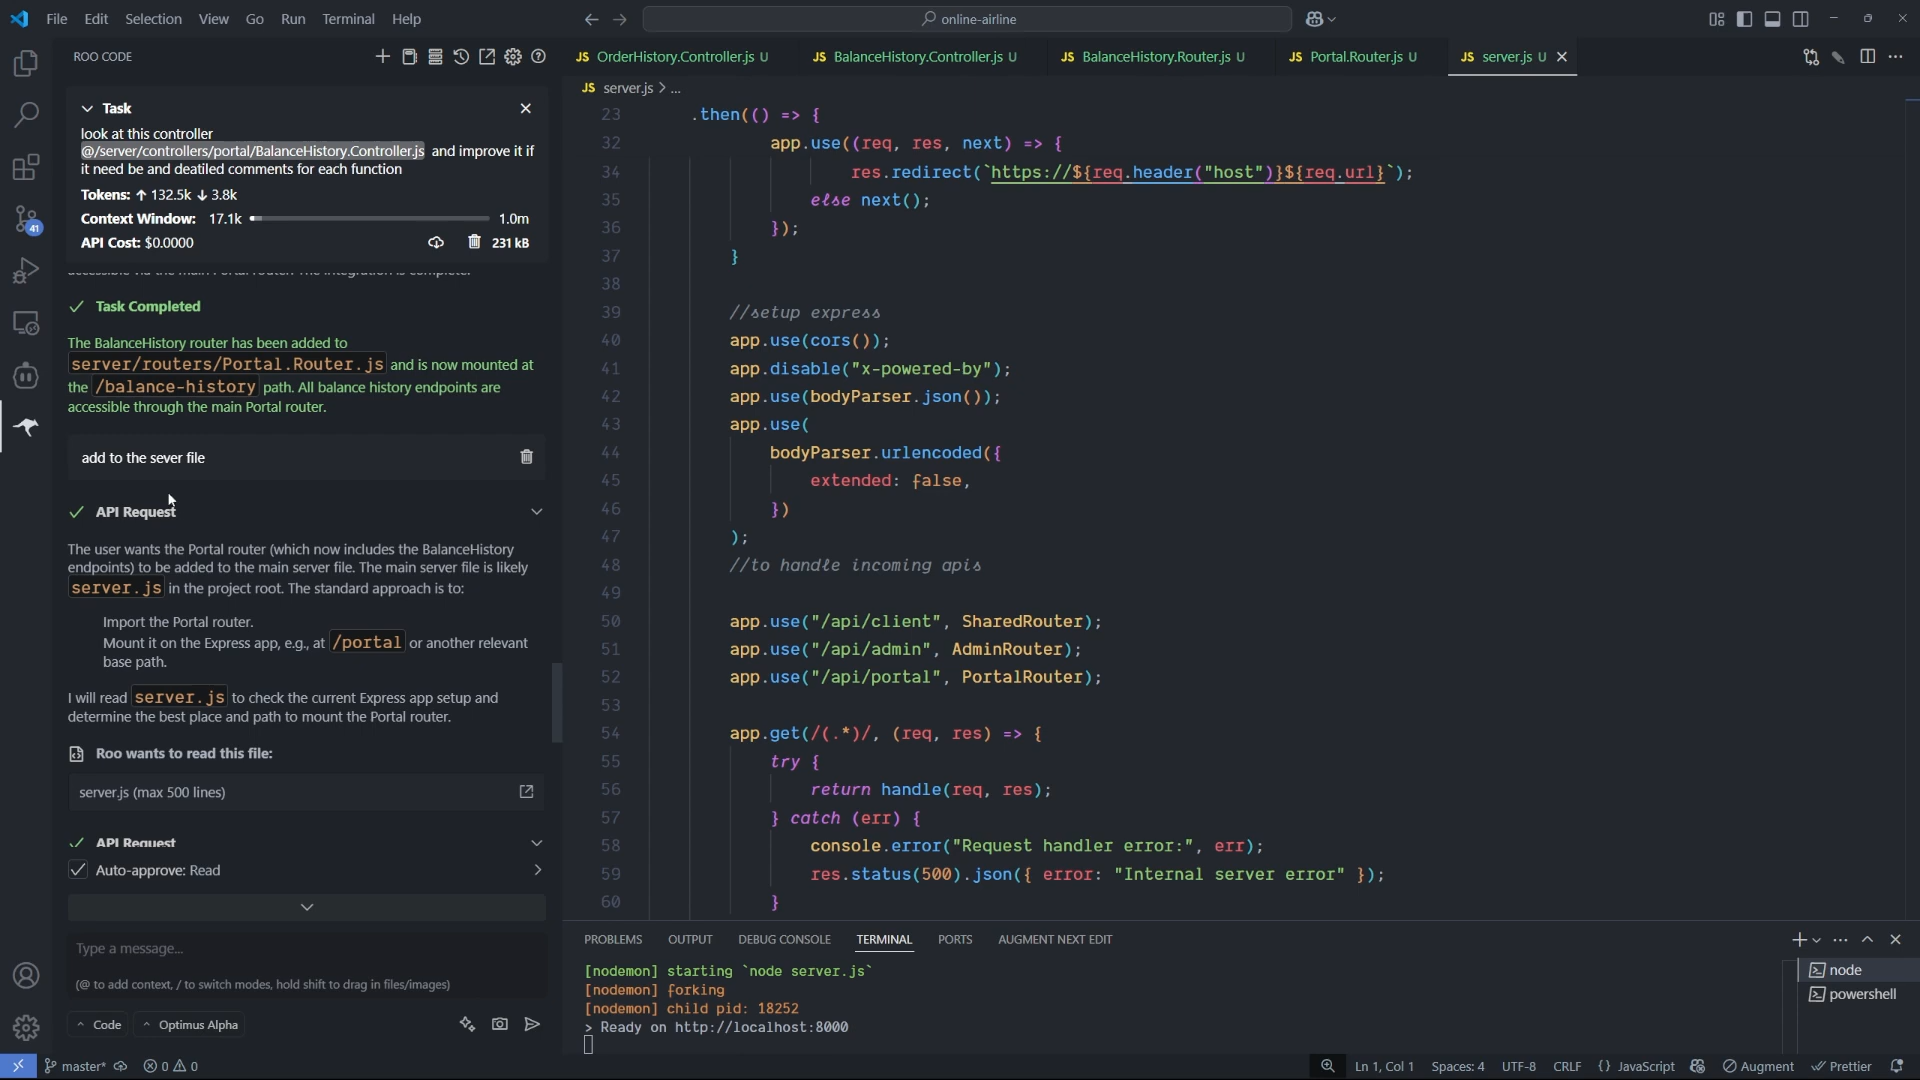 File Edit Selection View Go Run Terminal Help
online-airline
ROO CODE
JS OrderHistory.Controller.js U
JS BalanceHistory.Controller.js U
JS BalanceHistory.Router.js U
JS Portal.Router.js U
JS server.js U
JS server.js > ...
Task
look at this controller
@/server/controllers/portal/BalanceHistory.Controller.js and improve it if
it need be and deatiled comments for each function
Tokens: ↑ 132.5k ↓ 3.8k
Context Window: 17.1k 1.0m
API Cost: $0.0000 231 kB
41
Task Completed
The BalanceHistory router has been added to
server/routers/Portal.Router.js and is now mounted at
the /balance-history path. All balance history endpoints are
accessible through the main Portal router.
add to the sever file
API Request
The user wants the Portal router (which now includes the BalanceHistory
endpoints) to be added to the main server file. The main server file is likely
server.js in the project root. The standard approach is to:
Import the Portal router.
Mount it on the Express app, e.g., at /portal or another relevant
base path.
I will read server.js to check the current Express app setup and
determine the best place and path to mount the Portal router.
Roo wants to read this file:
server.js (max 500 lines)
API Request
Auto-approve: Read
Type a message...
(@ to add context, / to switch modes, hold shift to drag in files/images)
Code Optimus Alpha
23 .then(() => {
32 app.use((req, res, next) => {
34 res.redirect(`https://${req.header("host")}${req.url}`);
35 else next();
36 });
37 }
38
39 //setup express
40 app.use(cors());
41 app.disable("x-powered-by");
42 app.use(bodyParser.json());
43 app.use(
44 bodyParser.urlencoded({
45 extended: false,
46 })
47 );
48 //to handle incoming apis
49
50 app.use("/api/client", SharedRouter);
51 app.use("/api/admin", AdminRouter);
52 app.use("/api/portal", PortalRouter);
53
54 app.get(/(.*)/, (req, res) => {
55 try {
56 return handle(req, res);
57 } catch (err) {
58 console.error("Request handler error:", err);
59 res.status(500).json({ error: "Internal server error" });
60 }
PROBLEMS OUTPUT DEBUG CONSOLE TERMINAL PORTS AUGMENT NEXT EDIT
[nodemon] starting `node server.js`
[nodemon] forking
[nodemon] child pid: 18252
> Ready on http://localhost:8000
node
powershell
master* 0 0
Ln 1, Col 1 Spaces: 4 UTF-8 CRLF {} JavaScript Augment Prettier